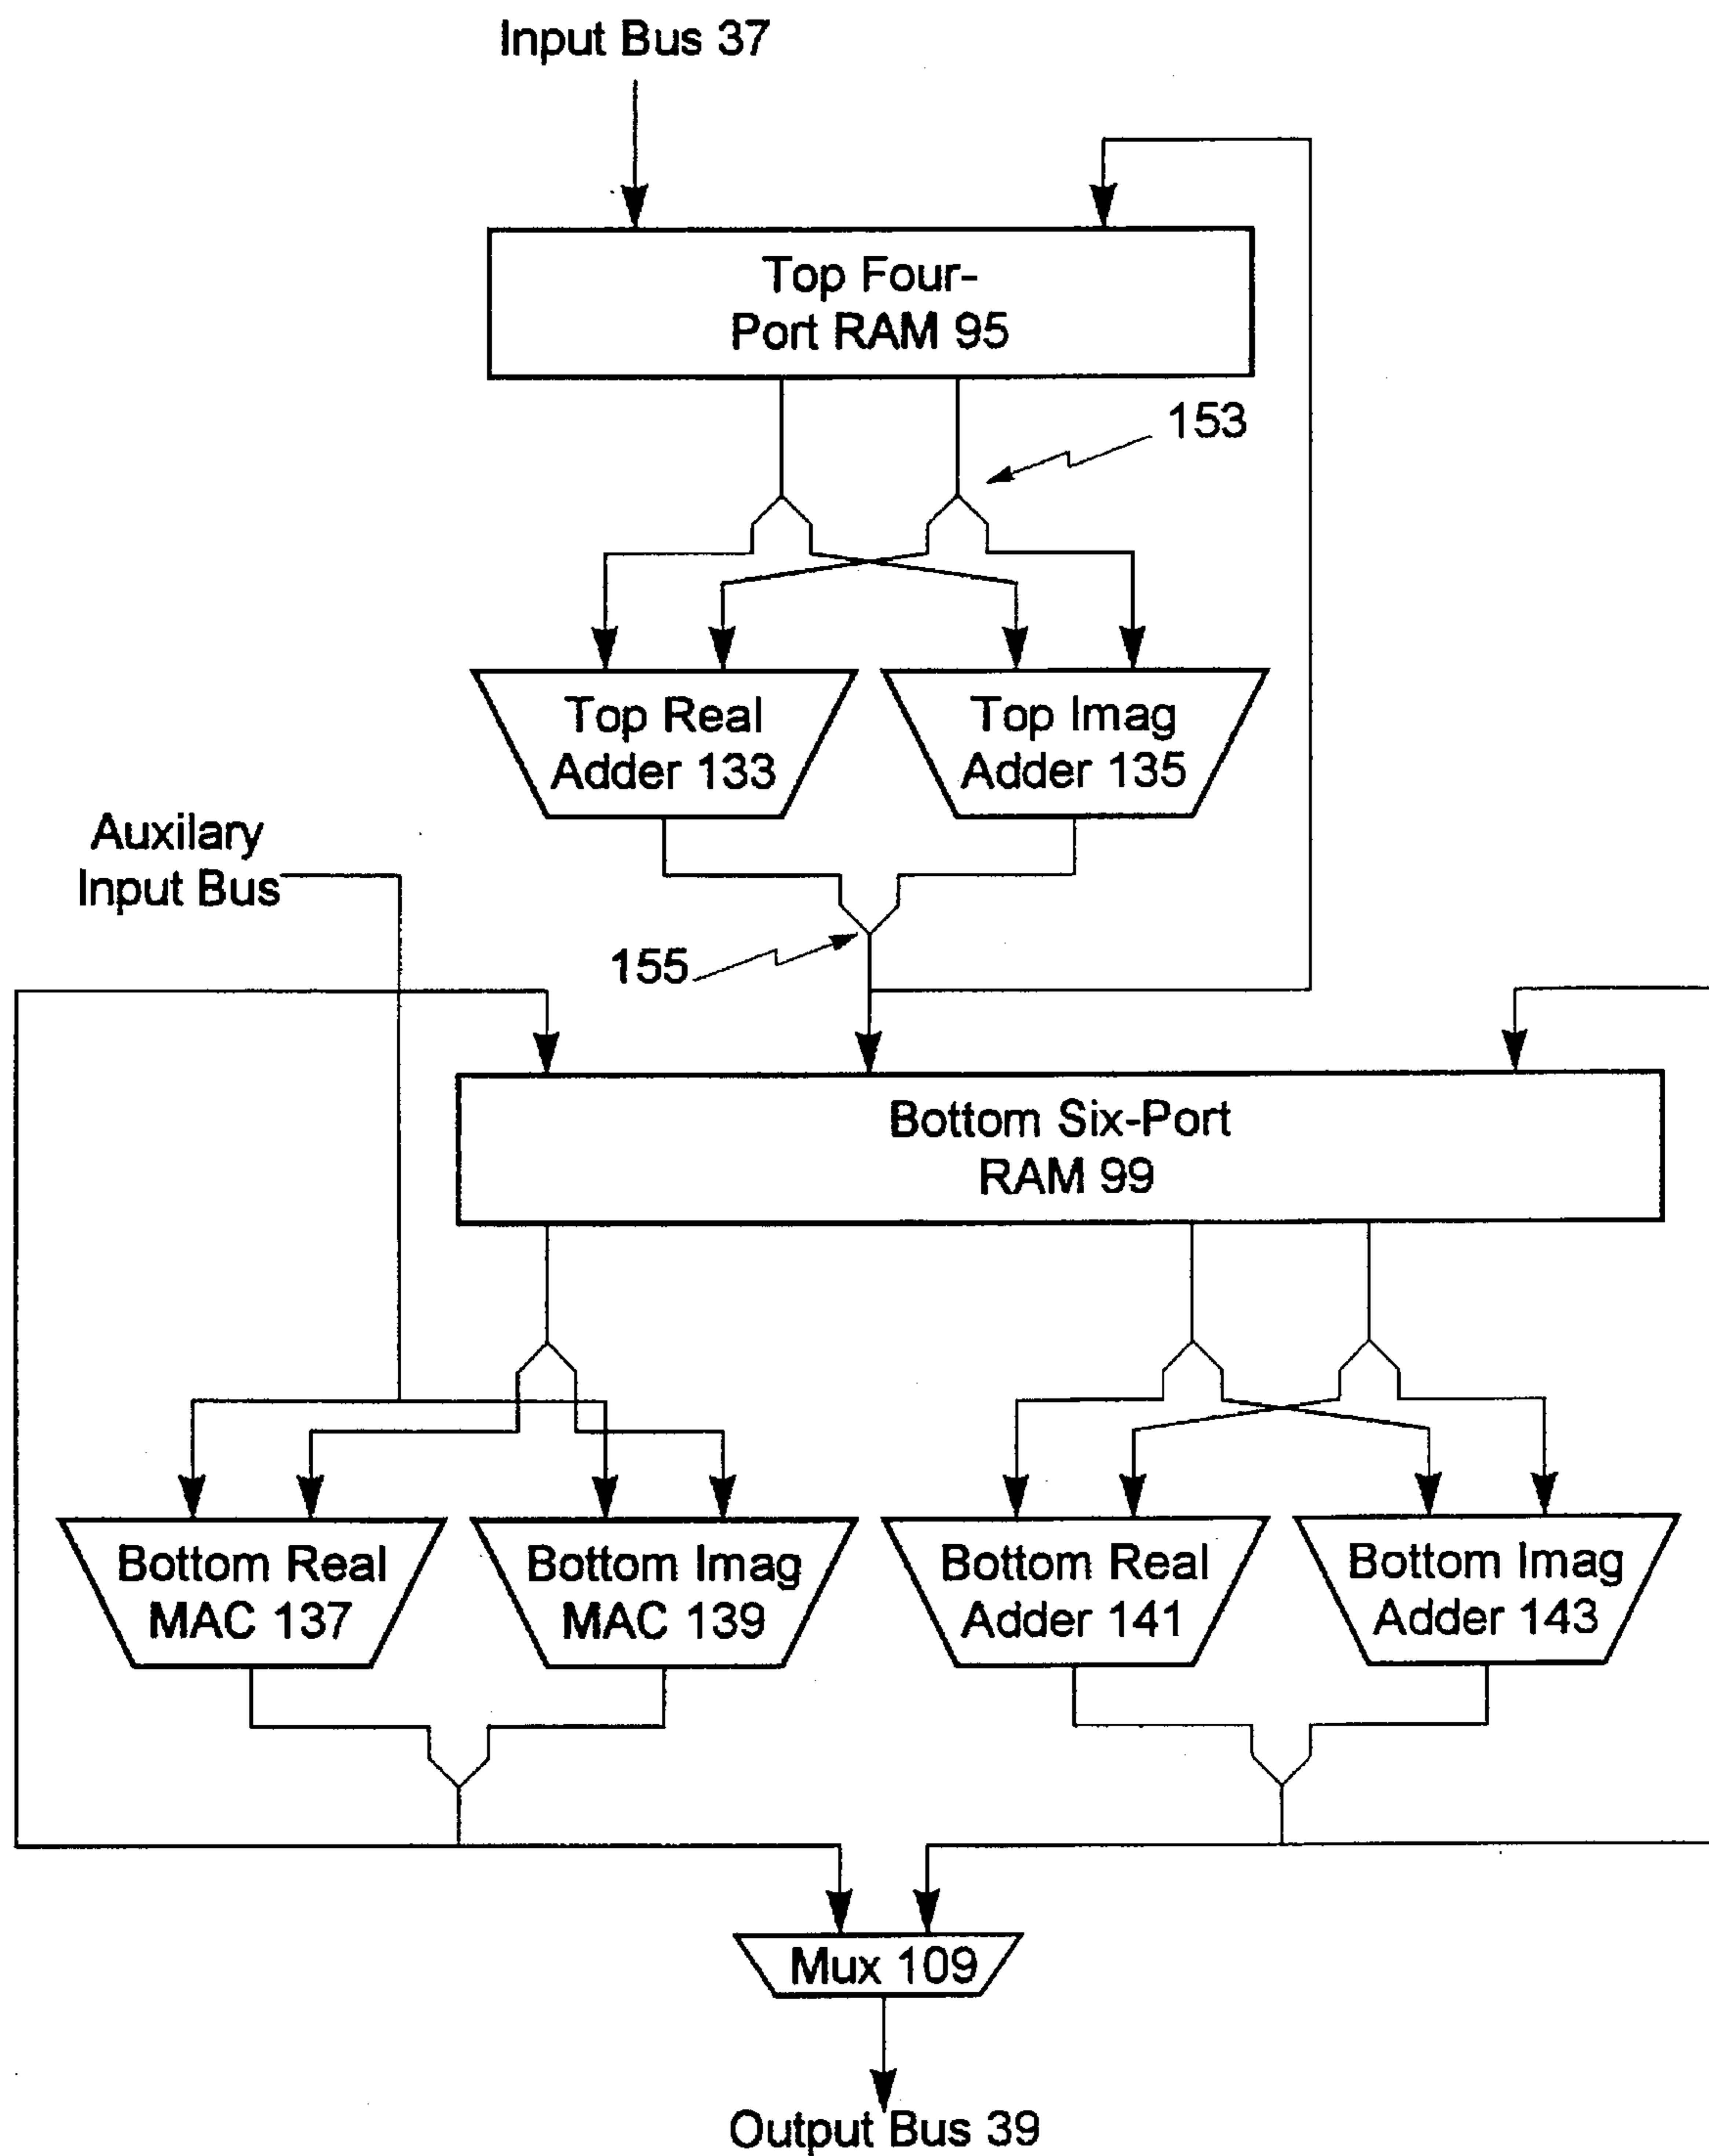 Input Bus 37
Top Four-
Port RAM 95
153
Top Real
Adder 133
Top Imag
Adder 135
Auxilary
Input Bus
155
Bottom Six-Port
RAM 99
Bottom Real
MAC 137
Bottom Imag
MAC 139
Bottom Real
Adder 141
Bottom Imag
Adder 143
Mux 109
Output Bus 39